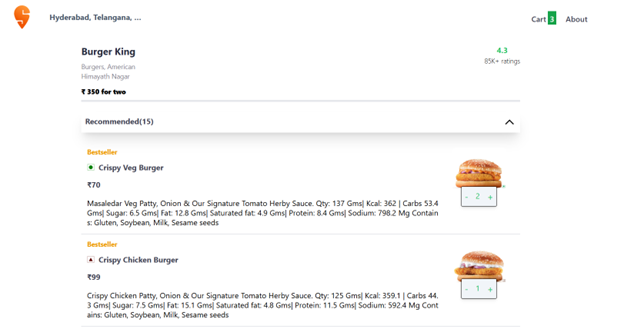 Hyderabad, Telangana, ...
Cart 3 About
Burger King
4.3
Burgers, American
85K+ ratings
Himayath Nagar
₹ 350 for two
Recommended(15)
Bestseller
Crispy Veg Burger
₹70
- 2 +
Masaledar Veg Patty, Onion & Our Signature Tomato Herby Sauce. Qty: 137 Gms| Kcal: 362 | Carbs 53.4
Gms| Sugar: 6.5 Gms| Fat: 12.8 Gms| Saturated fat: 4.9 Gms| Protein: 8.4 Gms| Sodium: 798.2 Mg Contain
s: Gluten, Soybean, Milk, Sesame seeds
Bestseller
Crispy Chicken Burger
₹99
- 1 +
Crispy Chicken Patty, Onion & Our Signature Tomato Herby Sauce. Qty: 125 Gms| Kcal: 359.1 | Carbs 44.
3 Gms| Sugar: 7.5 Gms| Fat: 15.1 Gms| Saturated fat: 4.8 Gms| Protein: 11.5 Gms| Sodium: 592.4 Mg Cont
ains: Gluten, Soybean, Milk, Sesame seeds